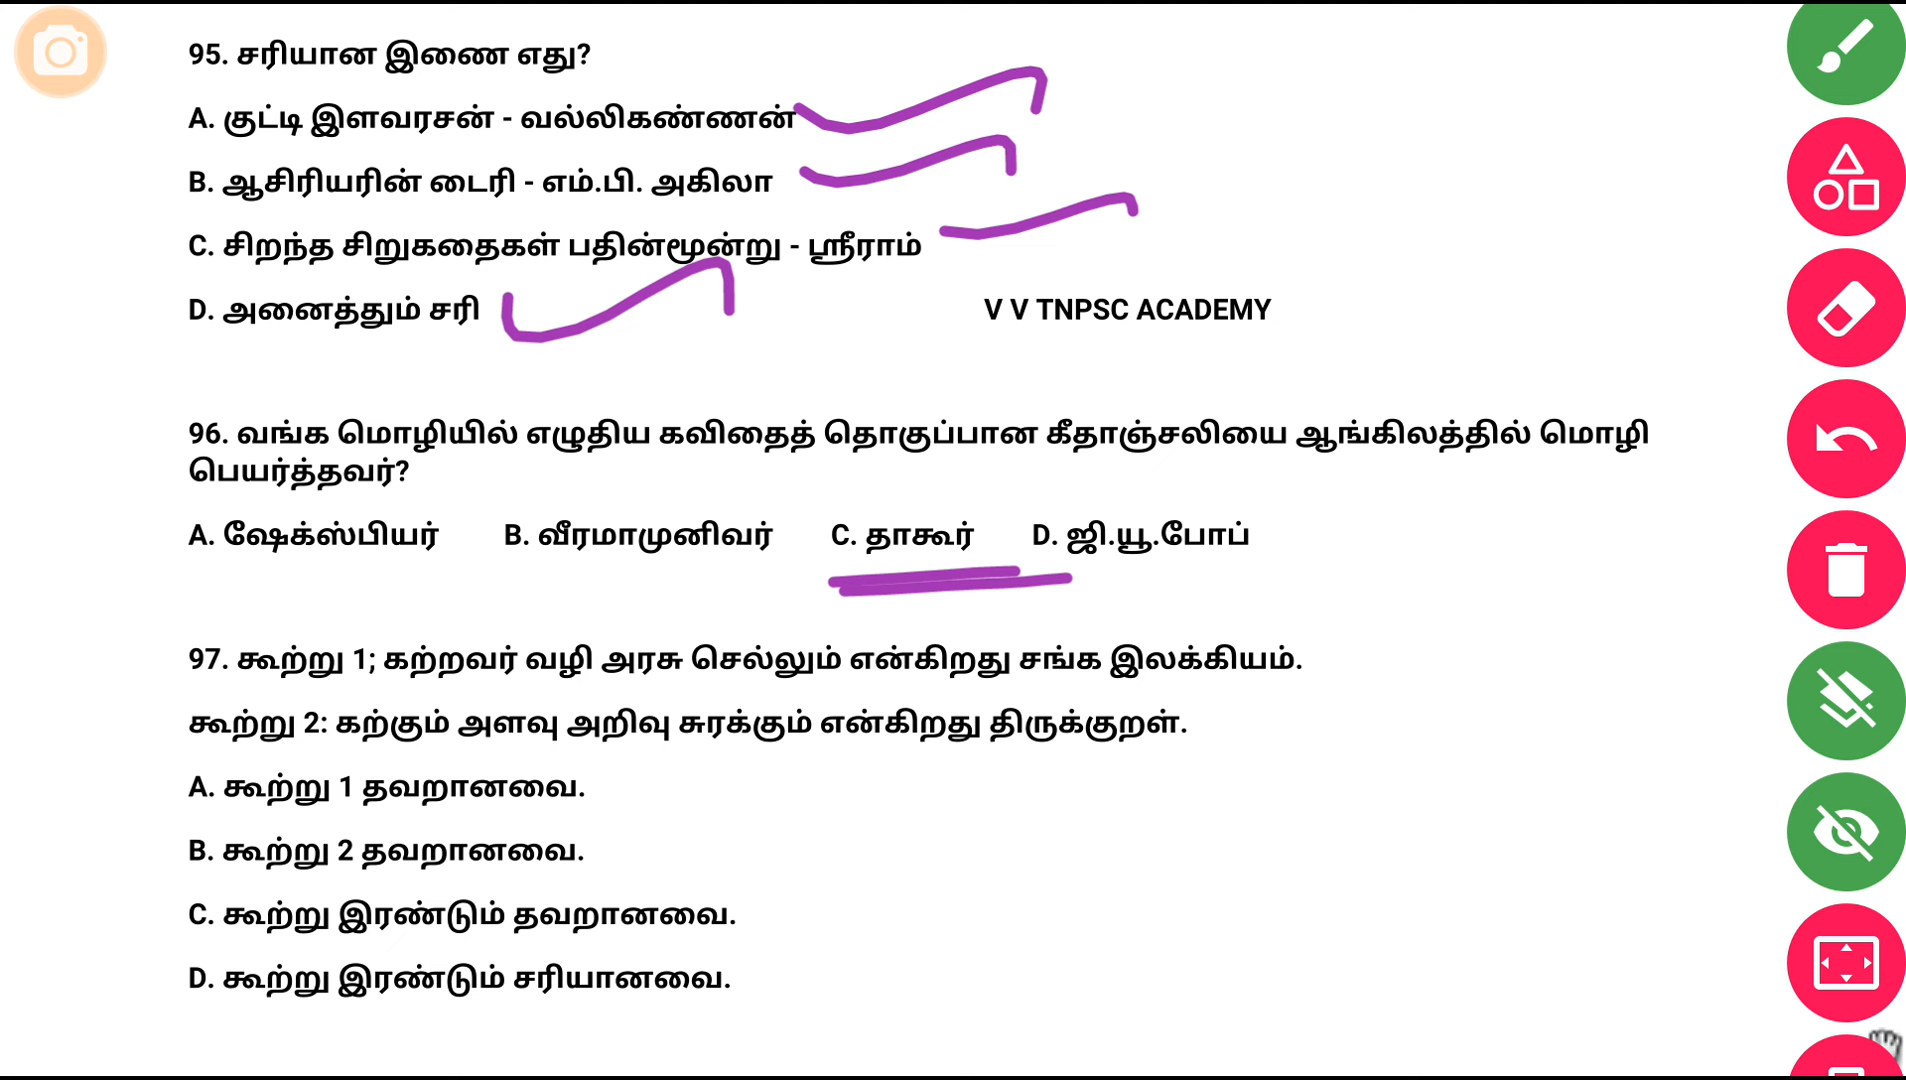 95. சரியான இணை எது?
A. குட்டி இளவரசன் - வல்லிகண்ணன்
B. ஆசிரியரின் டைரி - எம்.பி. அகிலா
C. சிறந்த சிறுகதைகள் பதின்மூன்று - ஸ்ரீராம்
D. அனைத்தும் சரி V V TNPSC ACADEMY
96. வங்க மொழியில் எழுதிய கவிதைத் தொகுப்பான கீதாஞ்சலியை ஆங்கிலத்தில் மொழி
பெயர்த்தவர்?
A. ஷேக்ஸ்பியர் B. வீரமாமுனிவர் C. தாகூர் D. ஜி.யூ.போப்
97. கூற்று 1; கற்றவர் வழி அரசு செல்லும் என்கிறது சங்க இலக்கியம்.
கூற்று 2: கற்கும் அளவு அறிவு சுரக்கும் என்கிறது திருக்குறள்.
A. கூற்று 1 தவறானவை.
B. கூற்று 2 தவறானவை.
C. கூற்று இரண்டும் தவறானவை.
D. கூற்று இரண்டும் சரியானவை.